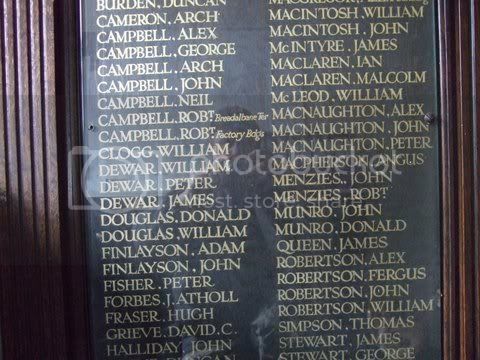 BURDEN, DUNCAN
CAMERON, ARCH
CAMPBELL, ALEX
CAMPBELL, GEORGE
CAMPBELL, ARCH
CAMPBELL, JOHN
CAMPBELL, NEIL
CAMPBELL, ROBT. Breadalbane Ter
CAMPBELL, ROBT. Factory Bdgs
CLOGG, WILLIAM
DEWAR, WILLIAM
DEWAR, PETER
DEWAR, JAMES
DOUGLAS, DONALD
DOUGLAS, WILLIAM
FINLAYSON, ADAM
FINLAYSON, JOHN
FISHER, PETER
FORBES, J. ATHOLL
FRASER, HUGH
GRIEVE, DAVID. C.
HALLIDAY, JOHN
DUNCAN
MACGREGOR,
MACINTOSH, WILLIAM
MACINTOSH, JOHN
McINTYRE, JAMES
MACLAREN, IAN
MACLAREN, MALCOLM
McLEOD, WILLIAM
MACNAUGHTON, ALEX
MACNAUGHTON, JOHN
MACNAUGHTON, PETER
MACPHERSON, ANGUS
MENZIES, JOHN
MENZIES, ROBT
MUNRO, JOHN
MUNRO, DONALD
QUEEN, JAMES
ROBERTSON, ALEX
ROBERTSON, FERGUS
ROBERTSON, JOHN
ROBERTSON, WILLIAM
SIMPSON, THOMAS
STEWART, JAMES
STEWART, GEORGE
photobucket